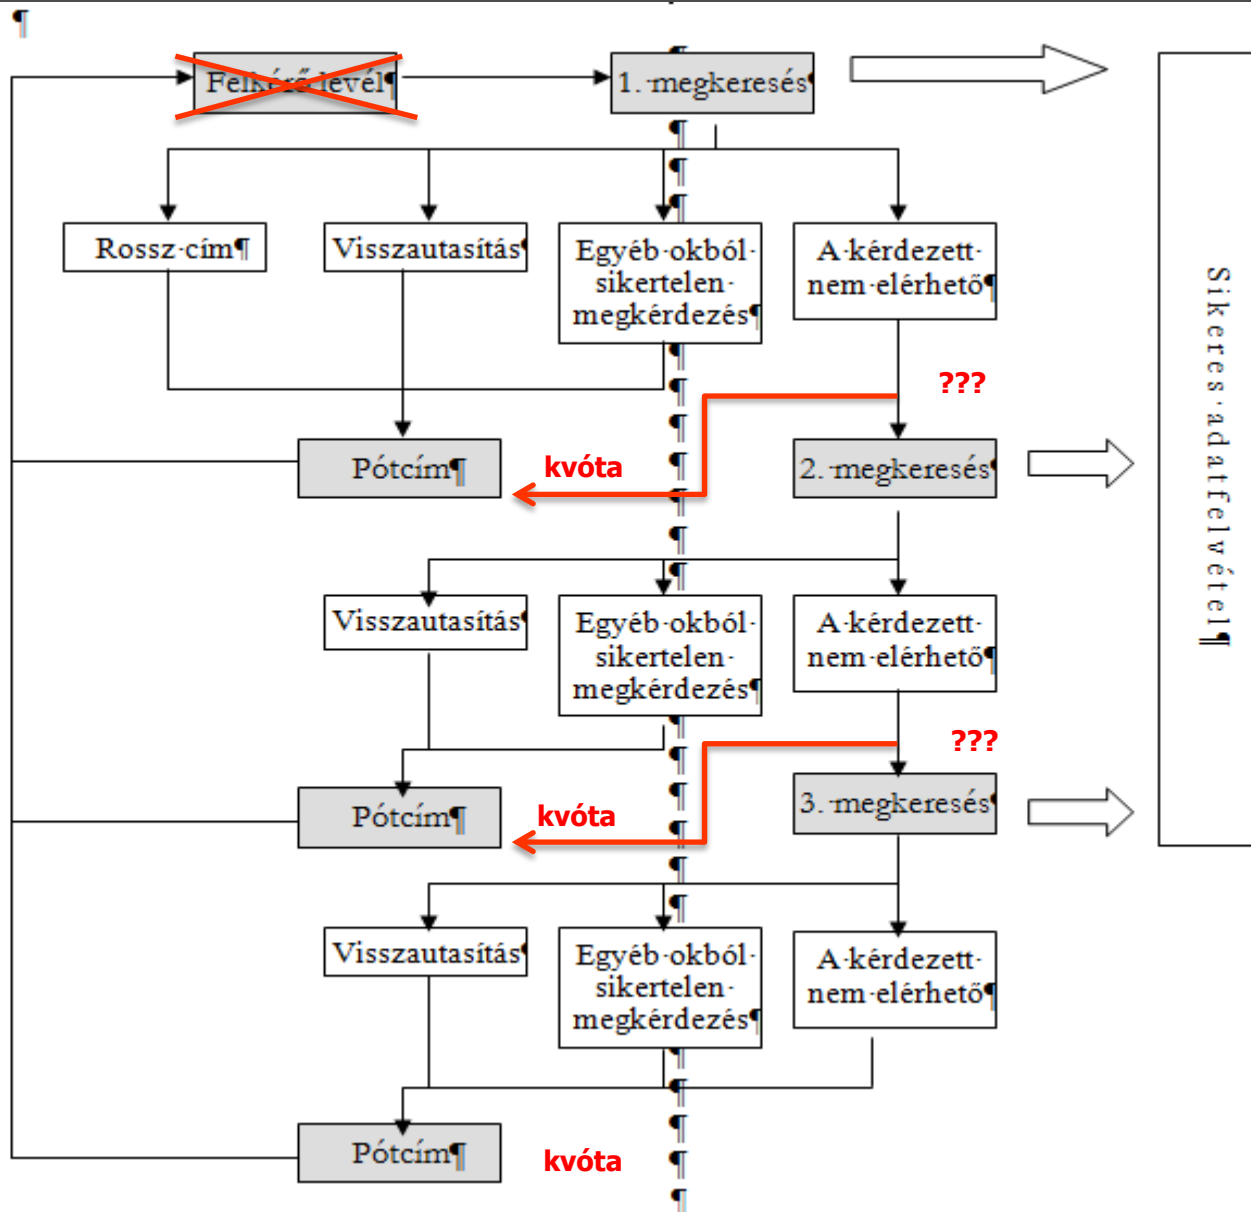 ¶
Felkérő levél¶
1. megkeresés
Rossz cím¶
Visszautasítás
Egyéb okból
sikertelen
megkérdezés¶
A kérdezett
nem elérhető¶
???
Pótcím¶
kvóta
2. megkeresés
Sikeres adatfelvétel¶
Visszautasítás
Egyéb okból
sikertelen
megkérdezés¶
A kérdezett
nem elérhető¶
???
Pótcím¶
kvóta
3. megkeresés
Visszautasítás
Egyéb okból
sikertelen
megkérdezés¶
A kérdezett
nem elérhető¶
Pótcím¶
kvóta